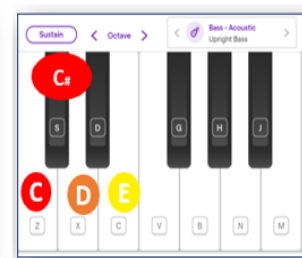 Sustain < Octave > < Bass - Acoustic >
Upright Bass
C#
S D G H J
C D E
Z X C V B N M